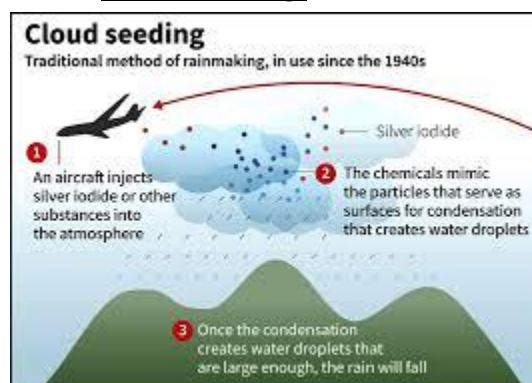 Cloud seeding
Traditional method of rainmaking, in use since the 1940s
Silver iodide
1
An aircraft injects
silver iodide or other
substances into
the atmosphere
2
The chemicals mimic
the particles that serve as
surfaces for condensation
that creates water droplets
3 Once the condensation
creates water droplets that
are large enough, the rain will fall